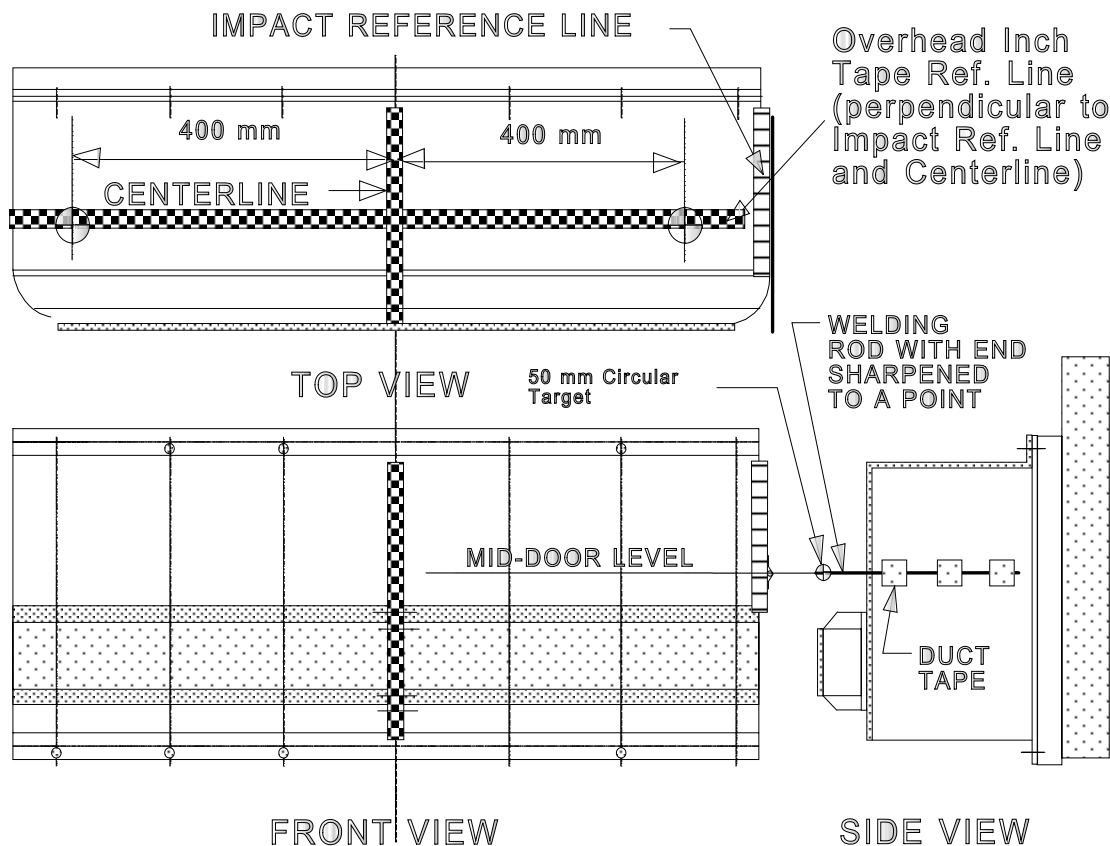 IMPACT REFERENCE LINE
Overhead Inch
Tape Ref. Line
(perpendicular to
Impact Ref. Line
and Centerline)
400 mm
400 mm
CENTERLINE
TOP VIEW
50 mm Circular
Target
WELDING
ROD WITH END
SHARPENED
TO A POINT
MID-DOOR LEVEL
DUCT
TAPE
FRONT VIEW
SIDE VIEW